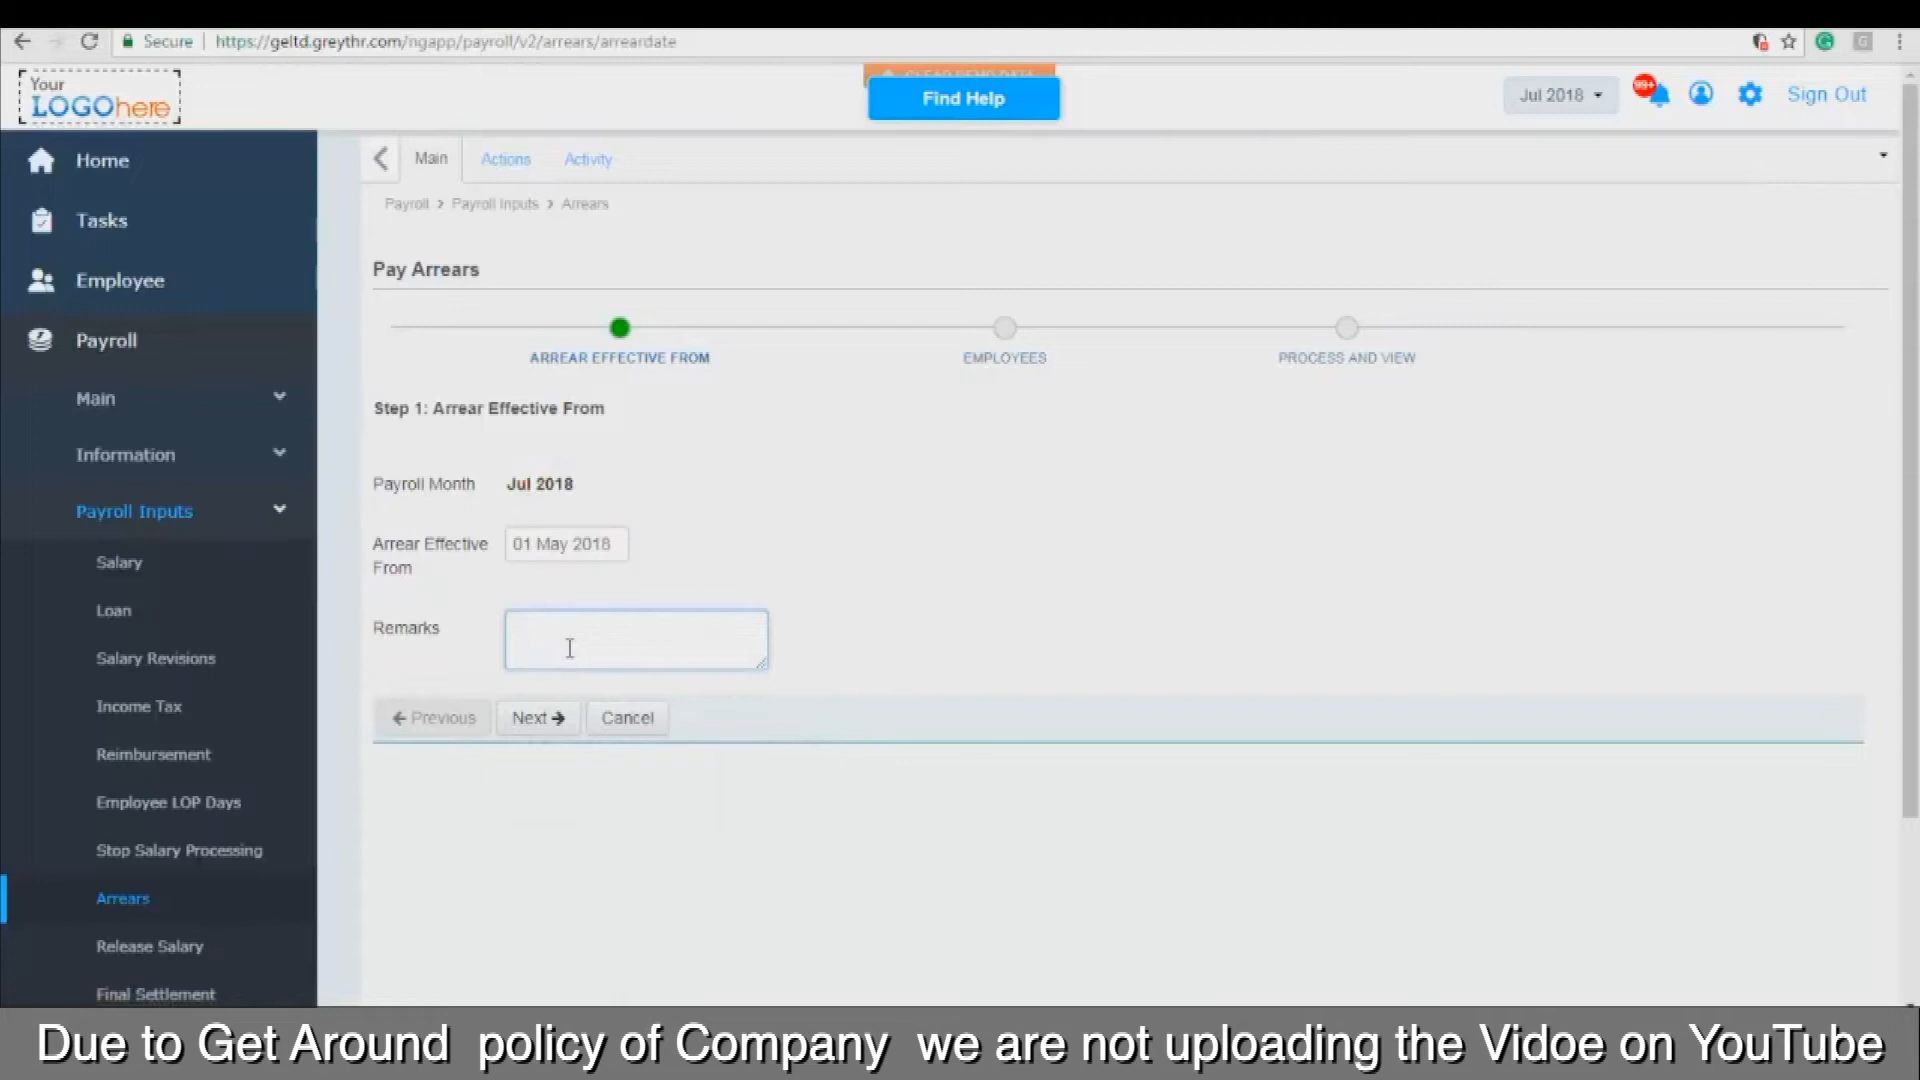 Secure | https://geltd.greythr.com/ngapp/payroll/v2/arrears/arreardate
Your
LOGOhere
CLEAR DEMO DATA
Find Help
Jul 2018
99+
Sign Out
Home
Tasks
Employee
Payroll
Main
Information
Payroll Inputs
Salary
Loan
Salary Revisions
Income Tax
Reimbursement
Employee LOP Days
Stop Salary Processing
Arrears
Release Salary
Final Settlement
Main Actions Activity
Payroll > Payroll Inputs > Arrears
Pay Arrears
ARREAR EFFECTIVE FROM EMPLOYEES PROCESS AND VIEW
Step 1: Arrear Effective From
Payroll Month Jul 2018
Arrear Effective From 01 May 2018
Remarks
Previous Next Cancel
Due to Get Around policy of Company we are not uploading the Vidoe on YouTube